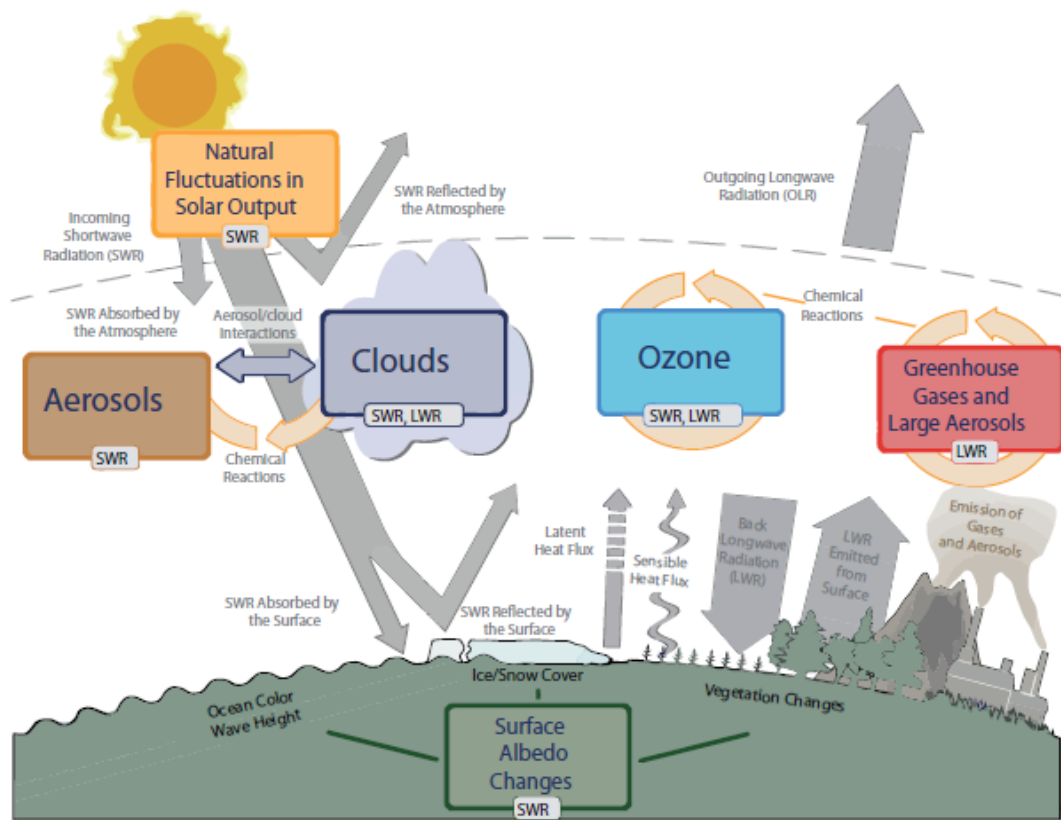 Natural
Fluctuations in
Solar Output
SWR
Incoming
Shortwave
Radiation (SWR)
SWR Reflected by
the Atmosphere
Outgoing Longwave
Radiation (OLR)
SWR Absorbed by
the Atmosphere
Aerosol/cloud
Interactions
Chemical
Reactions
Aerosols
SWR
Clouds
SWR, LWR
Ozone
SWR, LWR
Greenhouse
Gases and
Large Aerosols
LWR
Chemical
Reactions
Latent
Heat Flux
Sensible
Heat Flux
Back
Longwave
Radiation
(LWR)
LWR
Emitted
from
Surface
Emission of
Gases
and Aerosols
SWR Absorbed by
the Surface
SWR Reflected by
the Surface
Ice/Snow Cover
Ocean Color
Wave Height
Vegetation Changes
Surface
Albedo
Changes
SWR